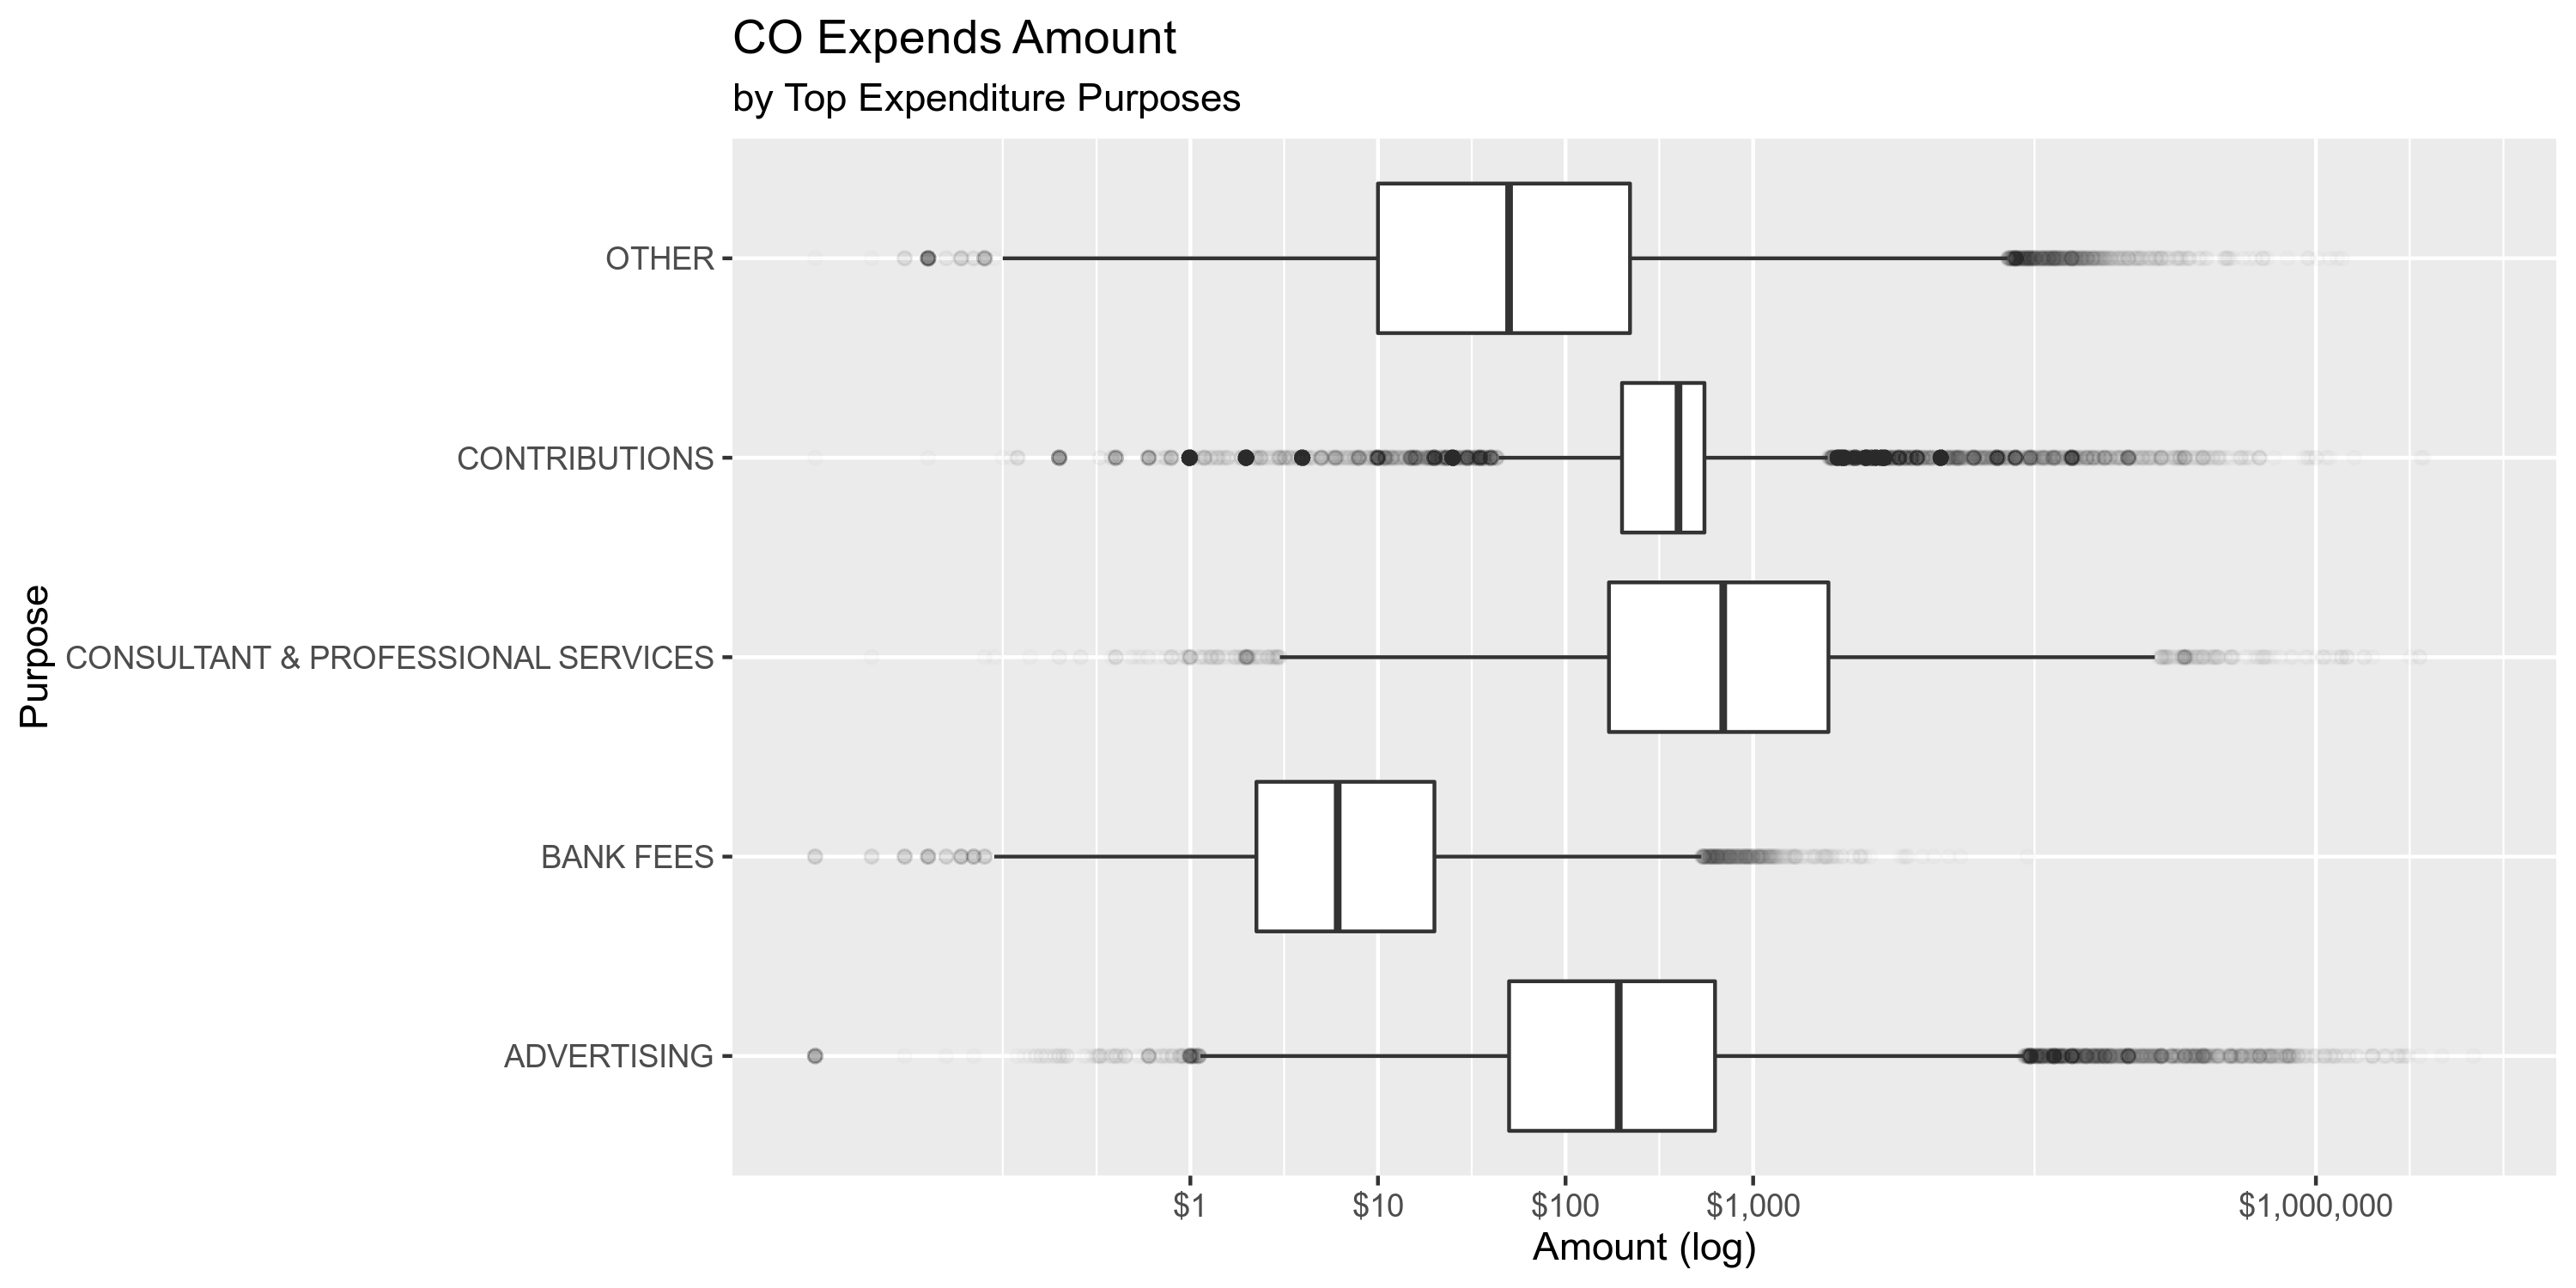 CO Expends Amount
by Top Expenditure Purposes
Purpose
OTHER
CONTRIBUTIONS
CONSULTANT & PROFESSIONAL SERVICES
BANK FEES
ADVERTISING
$1 $10 $100 $1,000 $1,000,000
Amount (log)